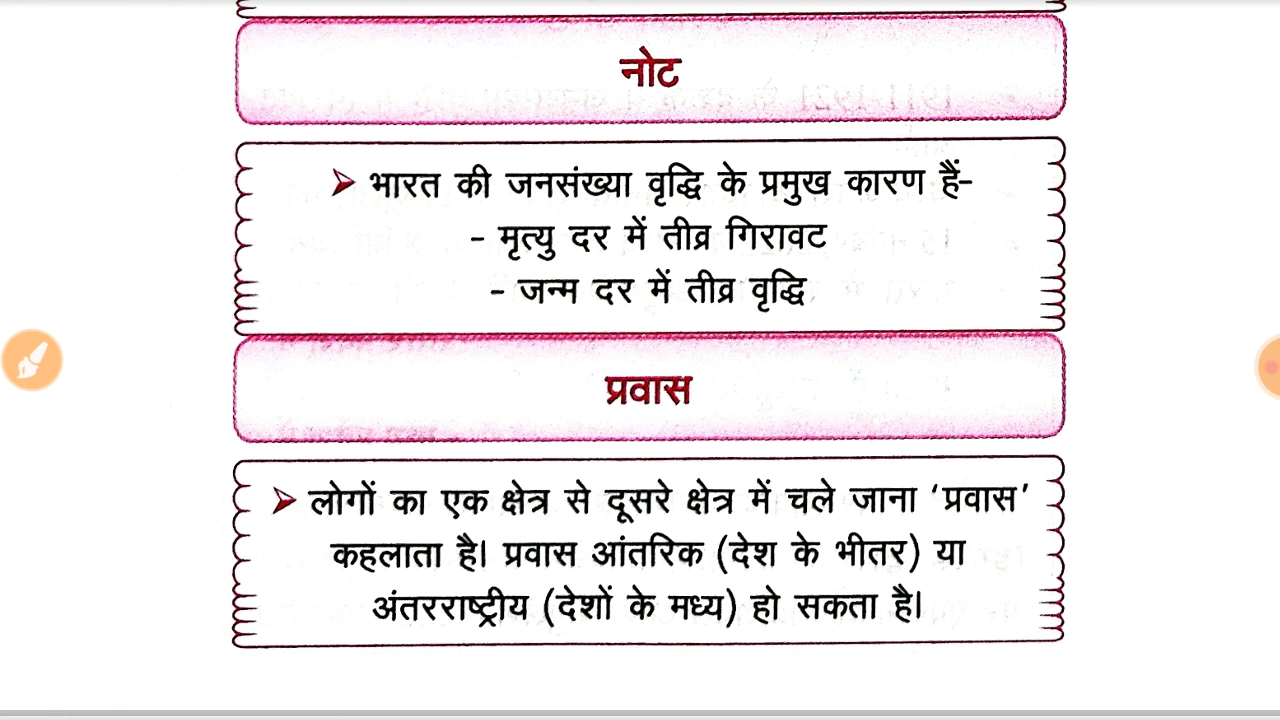 नोट
➢ भारत की जनसंख्या वृद्धि के प्रमुख कारण हैं-
- मृत्यु दर में तीव्र गिरावट
- जन्म दर में तीव्र वृद्धि
प्रवास
➢ लोगों का एक क्षेत्र से दूसरे क्षेत्र में चले जाना ‘प्रवास’
कहलाता है। प्रवास आंतरिक (देश के भीतर) या
अंतरराष्ट्रीय (देशों के मध्य) हो सकता है।